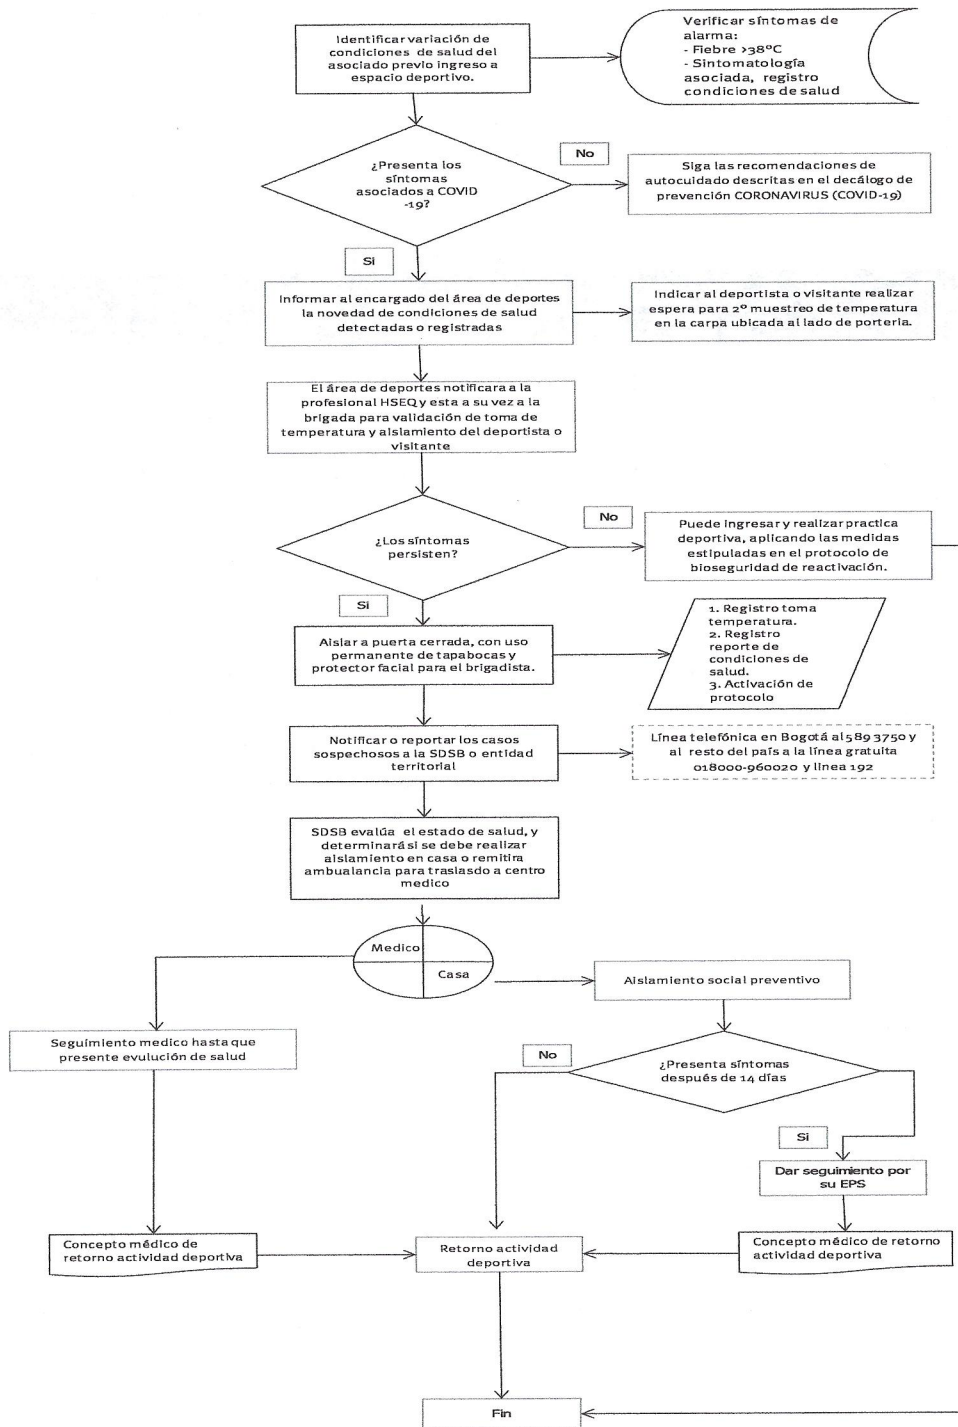 Identificar variación de
condiciones de salud del
asociado previo ingreso a
espacio deportivo.
Verificar síntomas de
alarma:
- Fiebre >38°C
- Sintomatología
asociada, registro
condiciones de salud
¿Presenta los
síntomas
asociados a COVID
-19?
No
Siga las recomendaciones de
autocuidado descritas en el decálogo de
prevención CORONAVIRUS (COVID-19)
Si
Informar al encargado del área de deportes
la novedad de condiciones de salud
detectadas o registradas
Indicar al deportista o visitante realizar
espera para 2° muestreo de temperatura
en la carpa ubicada al lado de porteria.
El área de deportes notificara a la
profesional HSEQ y esta a su vez a la
brigada para validación de toma de
temperatura y aislamiento del deportista o
visitante
¿Los síntomas
persisten?
No
Puede ingresar y realizar practica
deportiva, aplicando las medidas
estipuladas en el protocolo de
bioseguridad de reactivación.
Si
Aislar a puerta cerrada, con uso
permanente de tapabocas y
protector facial para el brigadista.
1. Registro toma
temperatura.
2. Registro
reporte de
condiciones de
salud.
3. Activación de
protocolo
Notificar o reportar los casos
sospechosos a la SDSB o entidad
territorial
Línea telefónica en Bogotá al 589 3750 y
al resto del país a la línea gratuita
018000-960020 y linea 192
SDSB evalúa el estado de salud, y
determinará si se debe realizar
aislamiento en casa o remitira
ambualancia para traslasdo a centro
medico
Medico
Casa
Aislamiento social preventivo
Seguimiento medico hasta que
presente evulución de salud
No
¿Presenta síntomas
después de 14 días
Si
Dar seguimiento por
su EPS
Concepto médico de
retorno actividad deportiva
Retorno actividad
deportiva
Concepto médico de retorno
actividad deportiva
Fin